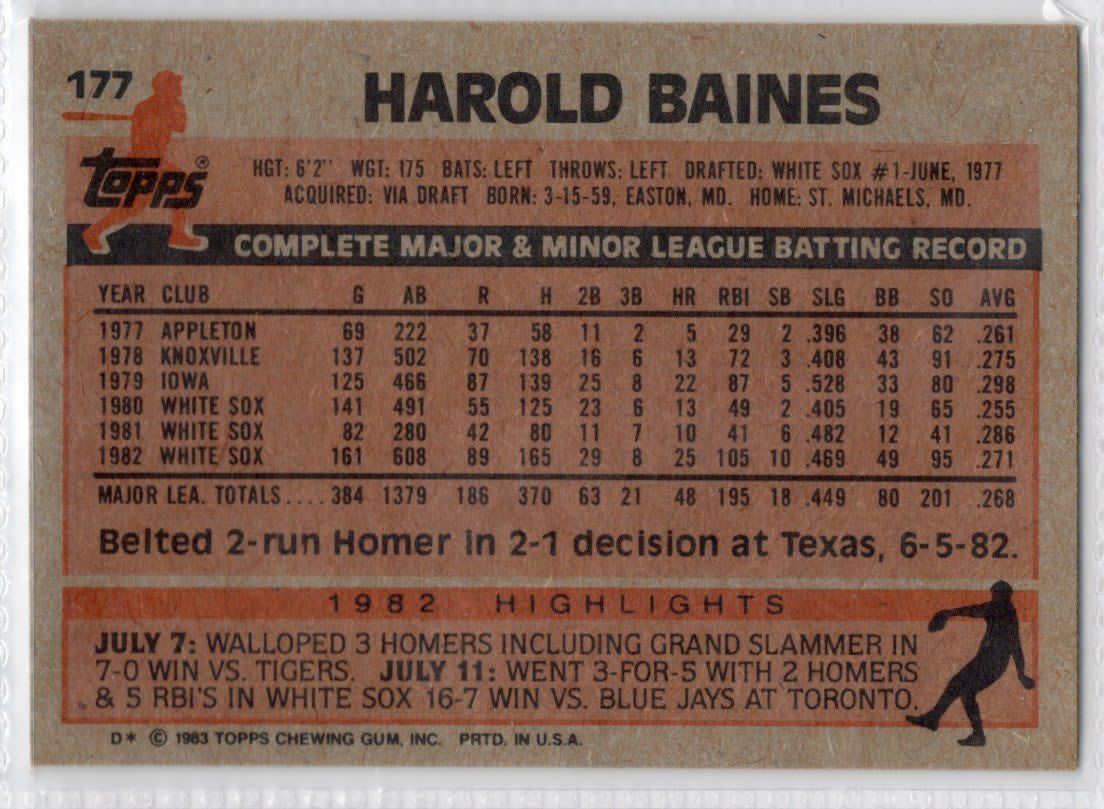 177
HAROLD BAINES
topps®
HGT: 6'2'' WGT: 175 BATS: LEFT THROWS: LEFT DRAFTED: WHITE SOX #1-JUNE, 1977
ACQUIRED: VIA DRAFT BORN: 3-15-59, EASTON, MD. HOME: ST. MICHAELS, MD.
COMPLETE MAJOR & MINOR LEAGUE BATTING RECORD
YEAR CLUB G AB R H 2B 3B HR RBI SB SLG BB SO AVG
1977 APPLETON 69 222 37 58 11 2 5 29 2 .396 38 62 .261
1978 KNOXVILLE 137 502 70 138 16 6 13 72 3 .408 43 91 .275
1979 IOWA 125 466 87 139 25 8 22 87 5 .528 33 80 .298
1980 WHITE SOX 141 491 55 125 23 6 13 49 2 .405 19 65 .255
1981 WHITE SOX 82 280 42 80 11 7 10 41 6 .482 12 41 .286
1982 WHITE SOX 161 608 89 165 29 8 25 105 10 .469 49 95 .271
MAJOR LEA. TOTALS.... 384 1379 186 370 63 21 48 195 18 .449 80 201 .268
Belted 2-run Homer in 2-1 decision at Texas, 6-5-82.
1982 HIGHLIGHTS
JULY 7: WALLOPED 3 HOMERS INCLUDING GRAND SLAMMER IN
7-0 WIN VS. TIGERS. JULY 11: WENT 3-FOR-5 WITH 2 HOMERS
& 5 RBI'S IN WHITE SOX 16-7 WIN VS. BLUE JAYS AT TORONTO.
D* © 1983 TOPPS CHEWING GUM, INC. PRTD. IN U.S.A.